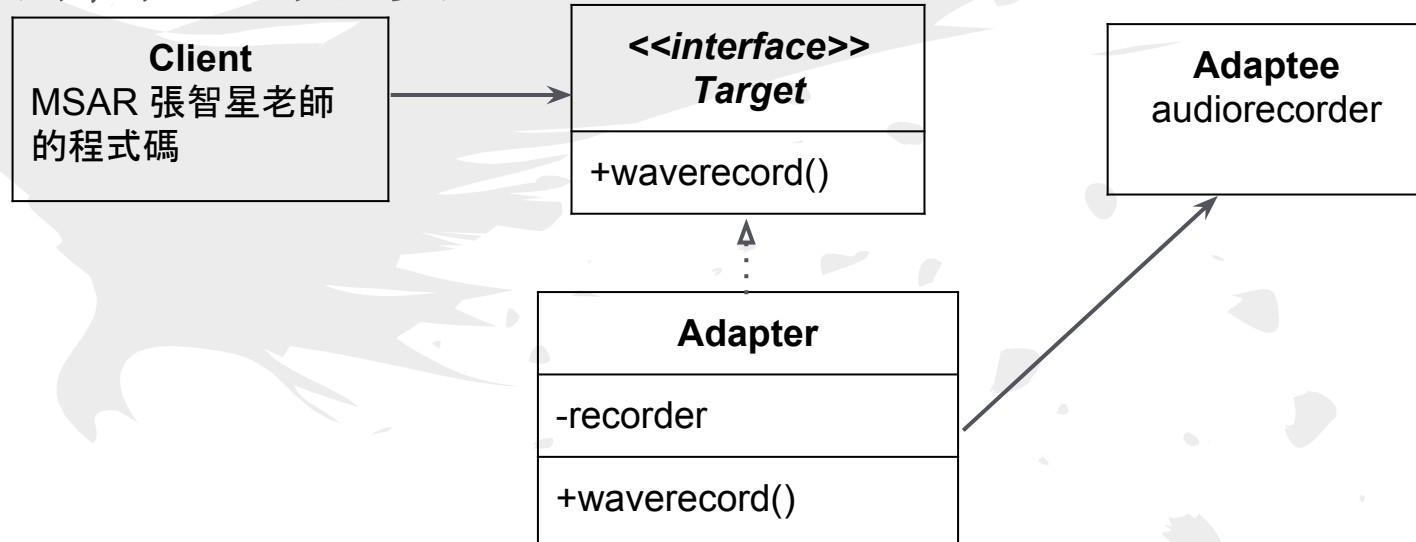 Client
MSAR 張智星老師
的程式碼
<<interface>>
Target
+waverecord()
Adaptee
audiorecorder
Adapter
-recorder
+waverecord()